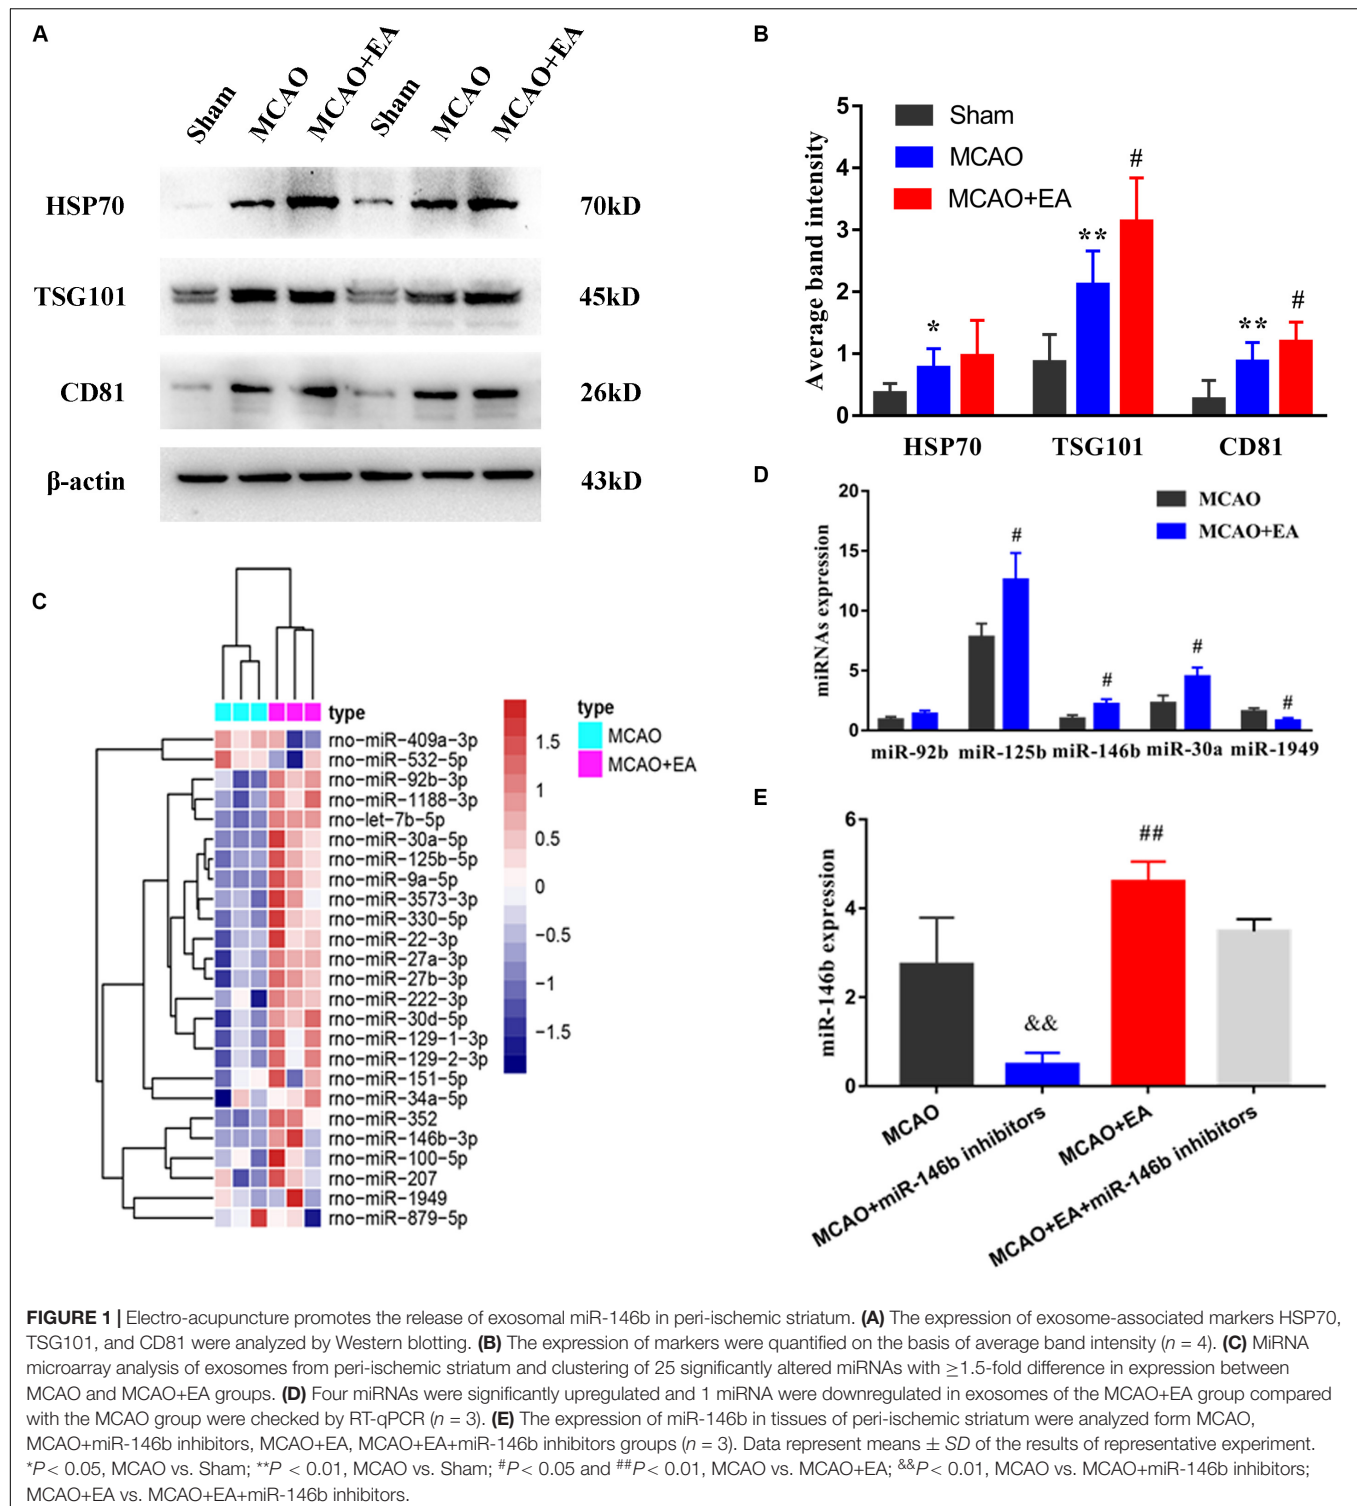 A
Sham
MCAO
MCAO+EA
Sham
MCAO
MCAO+EA
HSP70
70kD
TSG101
45kD
CD81
26kD
β-actin
43kD
B
Average band intensity
5
4
3
2
1
0
Sham
MCAO
MCAO+EA
*
**
#
**
#
HSP70 TSG101 CD81
C
type
rno-miR-409a-3p
rno-miR-532-5p
rno-miR-92b-3p
rno-miR-1188-3p
rno-let-7b-5p
rno-miR-30a-5p
rno-miR-125b-5p
rno-miR-9a-5p
rno-miR-3573-3p
rno-miR-330-5p
rno-miR-22-3p
rno-miR-27a-3p
rno-miR-27b-3p
rno-miR-222-3p
rno-miR-30d-5p
rno-miR-129-1-3p
rno-miR-129-2-3p
rno-miR-151-5p
rno-miR-34a-5p
rno-miR-352
rno-miR-146b-3p
rno-miR-100-5p
rno-miR-207
rno-miR-1949
rno-miR-879-5p
1.5
1
0.5
0
−0.5
−1
−1.5
type
MCAO
MCAO+EA
D
miRNAs expression
20
15
10
5
0
MCAO
MCAO+EA
#
#
#
#
miR-92b miR-125b miR-146b miR-30a miR-1949
E
miR-146b expression
6
4
2
0
&&
##
MCAO
MCAO+miR-146b inhibitors
MCAO+EA
MCAO+EA+miR-146b inhibitors
FIGURE 1 | Electro-acupuncture promotes the release of exosomal miR-146b in peri-ischemic striatum. (A) The expression of exosome-associated markers HSP70,
TSG101, and CD81 were analyzed by Western blotting. (B) The expression of markers were quantified on the basis of average band intensity (n = 4). (C) MiRNA
microarray analysis of exosomes from peri-ischemic striatum and clustering of 25 significantly altered miRNAs with ≥1.5-fold difference in expression between
MCAO and MCAO+EA groups. (D) Four miRNAs were significantly upregulated and 1 miRNA were downregulated in exosomes of the MCAO+EA group compared
with the MCAO group were checked by RT-qPCR (n = 3). (E) The expression of miR-146b in tissues of peri-ischemic striatum were analyzed form MCAO,
MCAO+miR-146b inhibitors, MCAO+EA, MCAO+EA+miR-146b inhibitors groups (n = 3). Data represent means ± SD of the results of representative experiment.
*P < 0.05, MCAO vs. Sham; **P < 0.01, MCAO vs. Sham; #P < 0.05 and ##P < 0.01, MCAO vs. MCAO+EA; &&P < 0.01, MCAO vs. MCAO+miR-146b inhibitors;
MCAO+EA vs. MCAO+EA+miR-146b inhibitors.